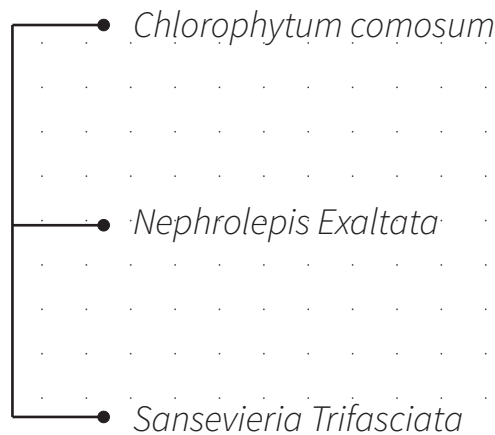 Chlorophytum comosum
Nephrolepis Exaltata
Sansevieria Trifasciata